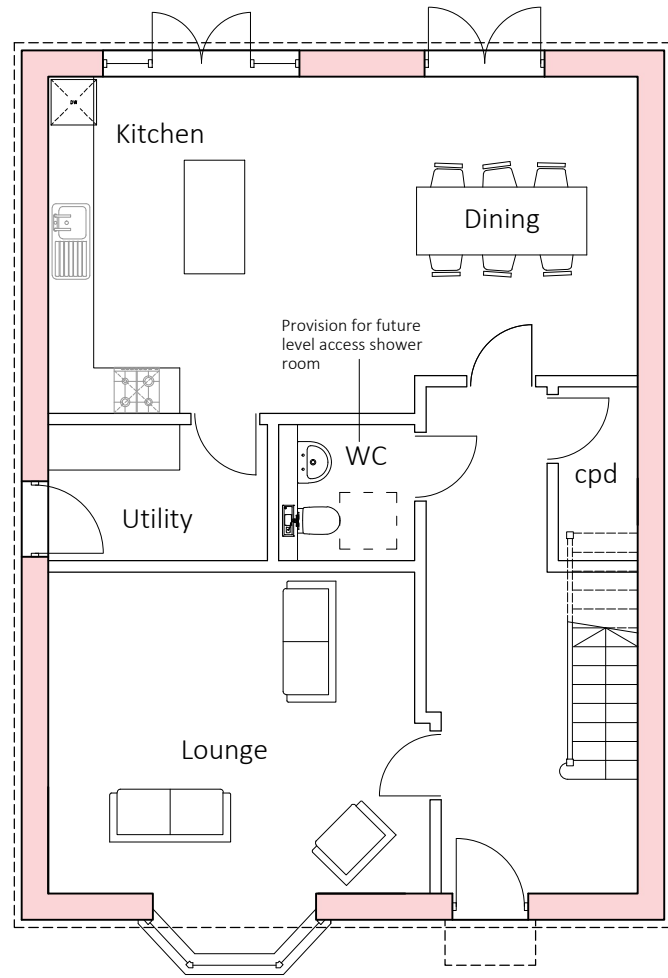 Kitchen
DW
Dining
Provision for future
level access shower
room
WC
cpd
Utility
Lounge